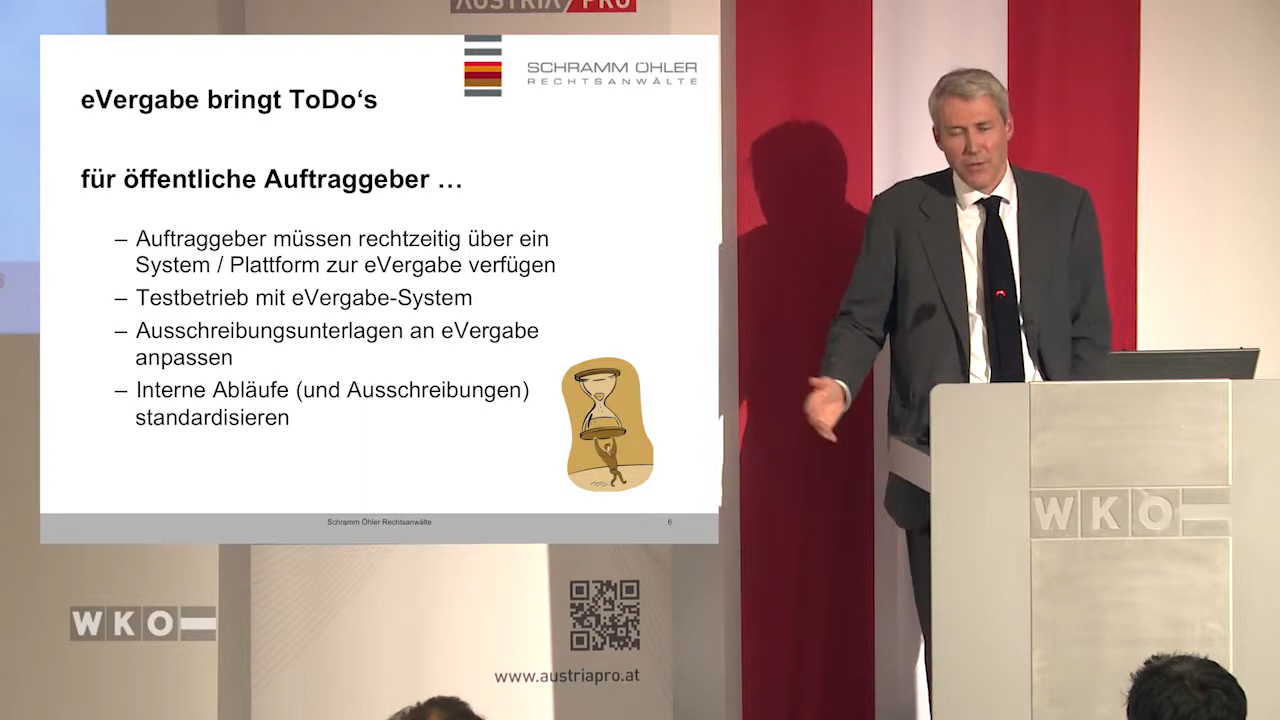 AUSTRIA/PRO
SCHRAMM ÖHLER
RECHTSANWÄLTE
eVergabe bringt ToDo‘s
für öffentliche Auftraggeber …
– Auftraggeber müssen rechtzeitig über ein
System / Plattform zur eVergabe verfügen
– Testbetrieb mit eVergabe-System
– Ausschreibungsunterlagen an eVergabe
anpassen
– Interne Abläufe (und Ausschreibungen)
standardisieren
Schramm Öhler Rechtsanwälte
6
WKO
WKO
www.austriapro.at